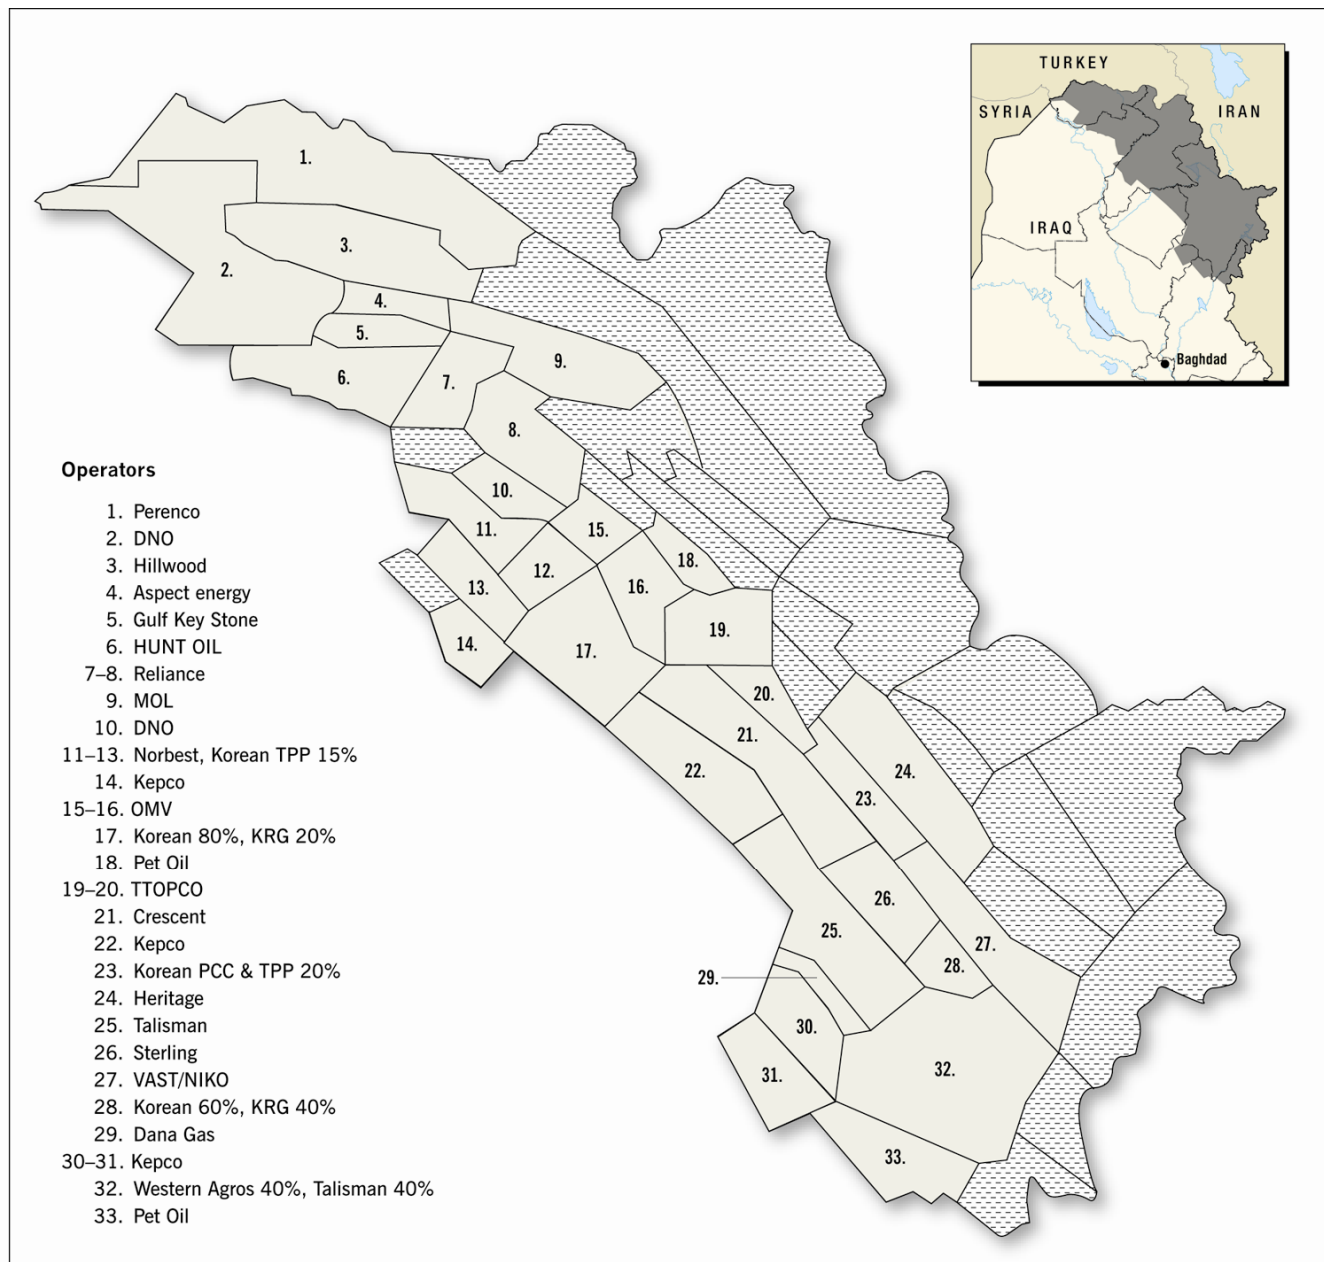 TURKEY
SYRIA
IRAN
IRAQ
Baghdad
1.
2.
3.
4.
5.
6.
7.
8.
9.
10.
11.
12.
13.
14.
15.
16.
17.
18.
19.
20.
21.
22.
23.
24.
25.
26.
27.
28.
29.
30.
31.
32.
33.
Operators
1. Perenco
2. DNO
3. Hillwood
4. Aspect energy
5. Gulf Key Stone
6. HUNT OIL
7–8. Reliance
9. MOL
10. DNO
11–13. Norbest, Korean TPP 15%
14. Kepco
15–16. OMV
17. Korean 80%, KRG 20%
18. Pet Oil
19–20. TTOPCO
21. Crescent
22. Kepco
23. Korean PCC & TPP 20%
24. Heritage
25. Talisman
26. Sterling
27. VAST/NIKO
28. Korean 60%, KRG 40%
29. Dana Gas
30–31. Kepco
32. Western Agros 40%, Talisman 40%
33. Pet Oil